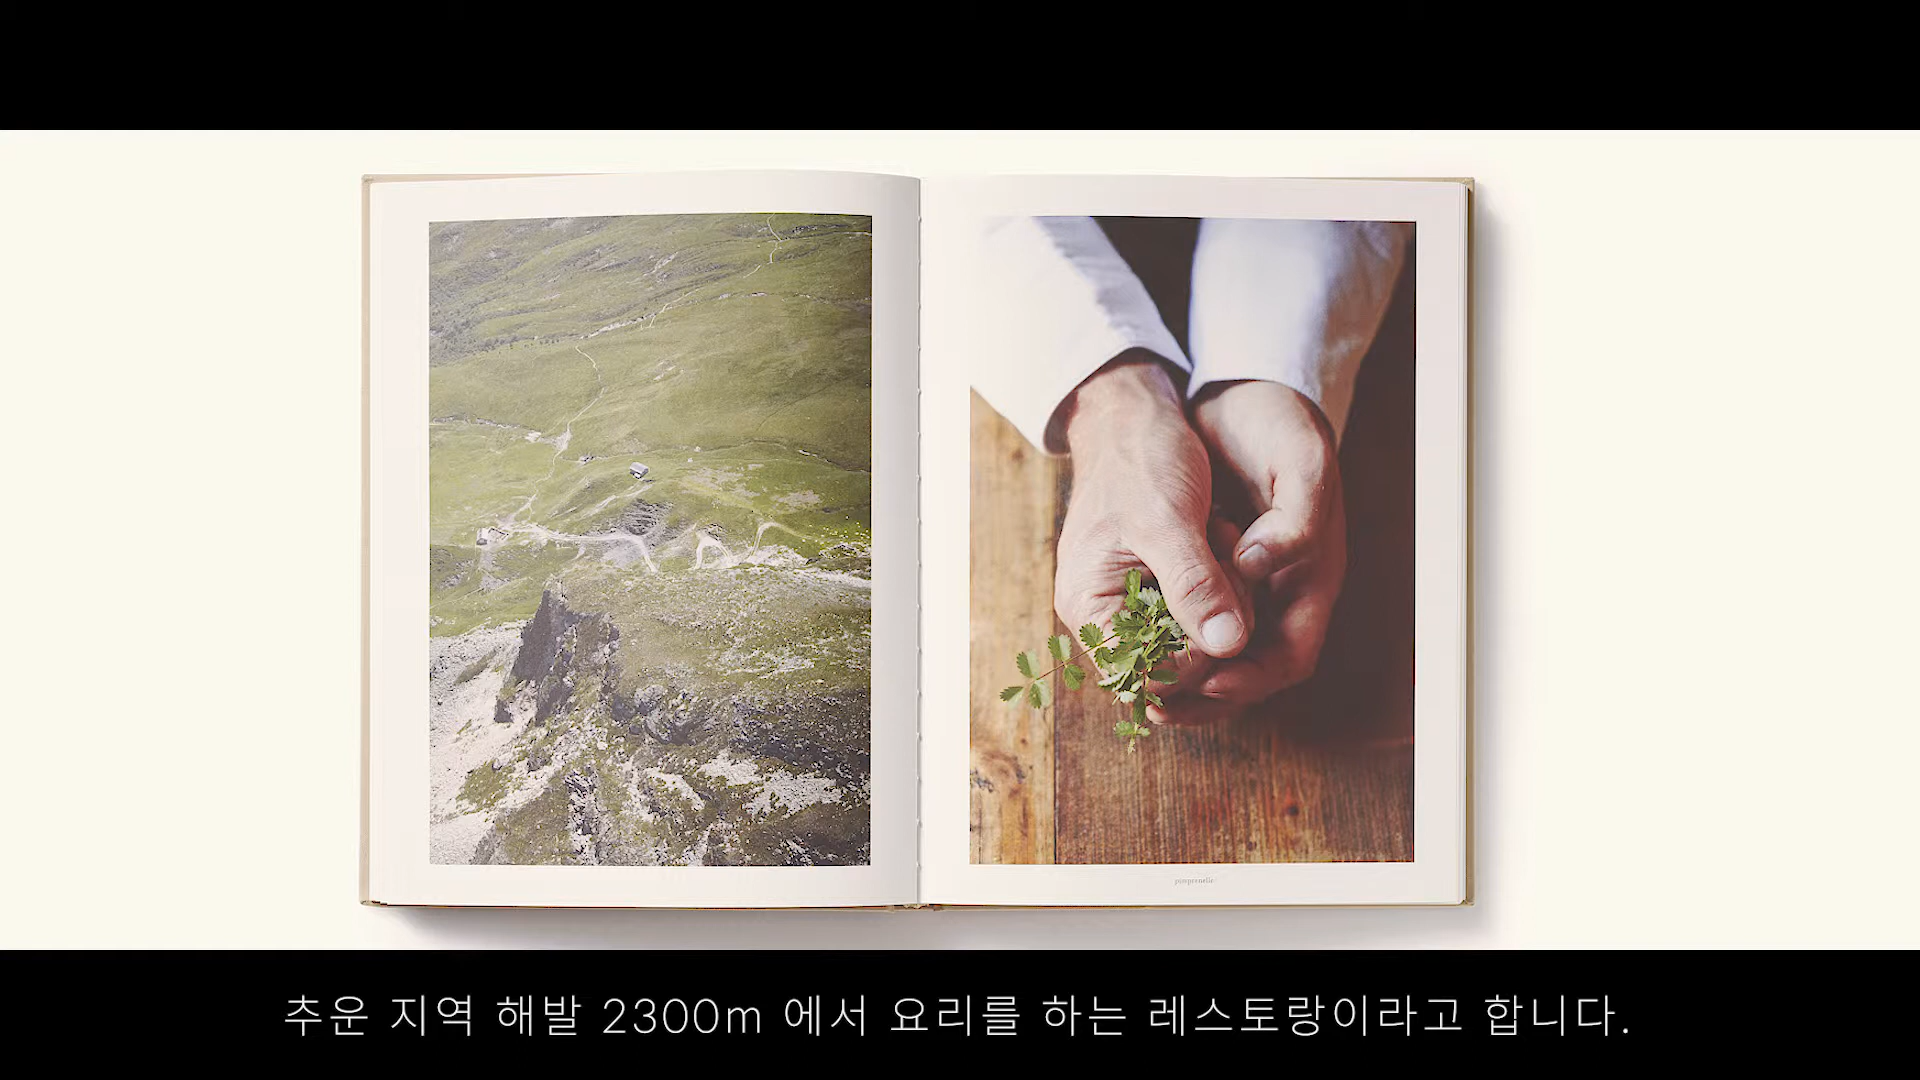 pimprenelle
추운 지역 해발 2300m 에서 요리를 하는 레스토랑이라고 합니다.